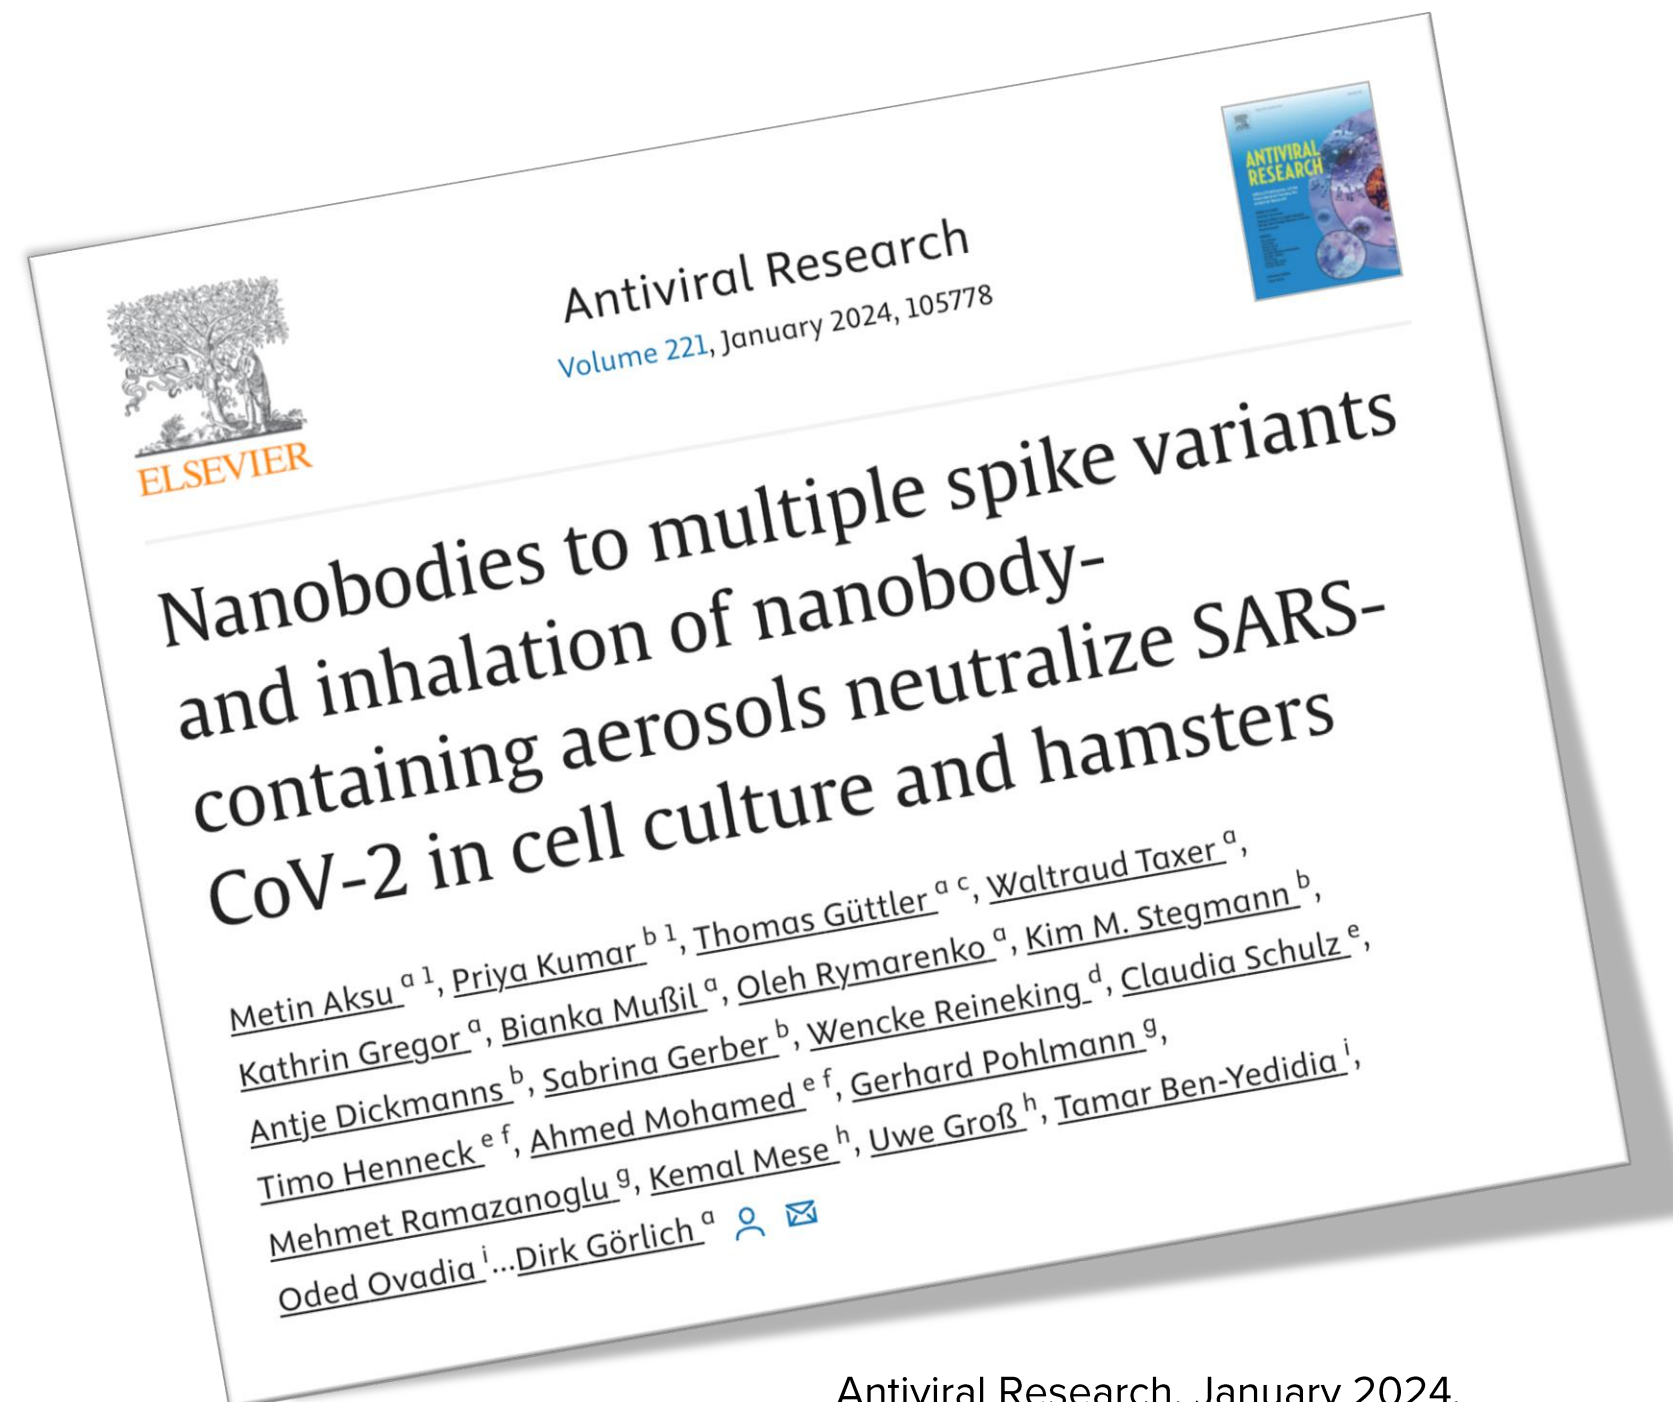 Antiviral Research
Volume 221, January 2024, 105778
ANTIVIRAL
RESEARCH
ELSEVIER
Nanobodies to multiple spike variants
and inhalation of nanobody-
containing aerosols neutralize SARS-
CoV-2 in cell culture and hamsters
Metin Aksu a 1, Priya Kumar b 1, Thomas Güttler a c, Waltraud Taxer a,
Kathrin Gregor a, Bianka Mußil a, Oleh Rymarenko a, Kim M. Stegmann b,
Antje Dickmanns b, Sabrina Gerber b, Wencke Reineking d, Claudia Schulz e,
Timo Henneck e f, Ahmed Mohamed e f, Gerhard Pohlmann g,
Mehmet Ramazanoglu g, Kemal Mese h, Uwe Groß h, Tamar Ben-Yedidia i,
Oded Ovadia i...Dirk Görlich a
Antiviral Research, January 2024.